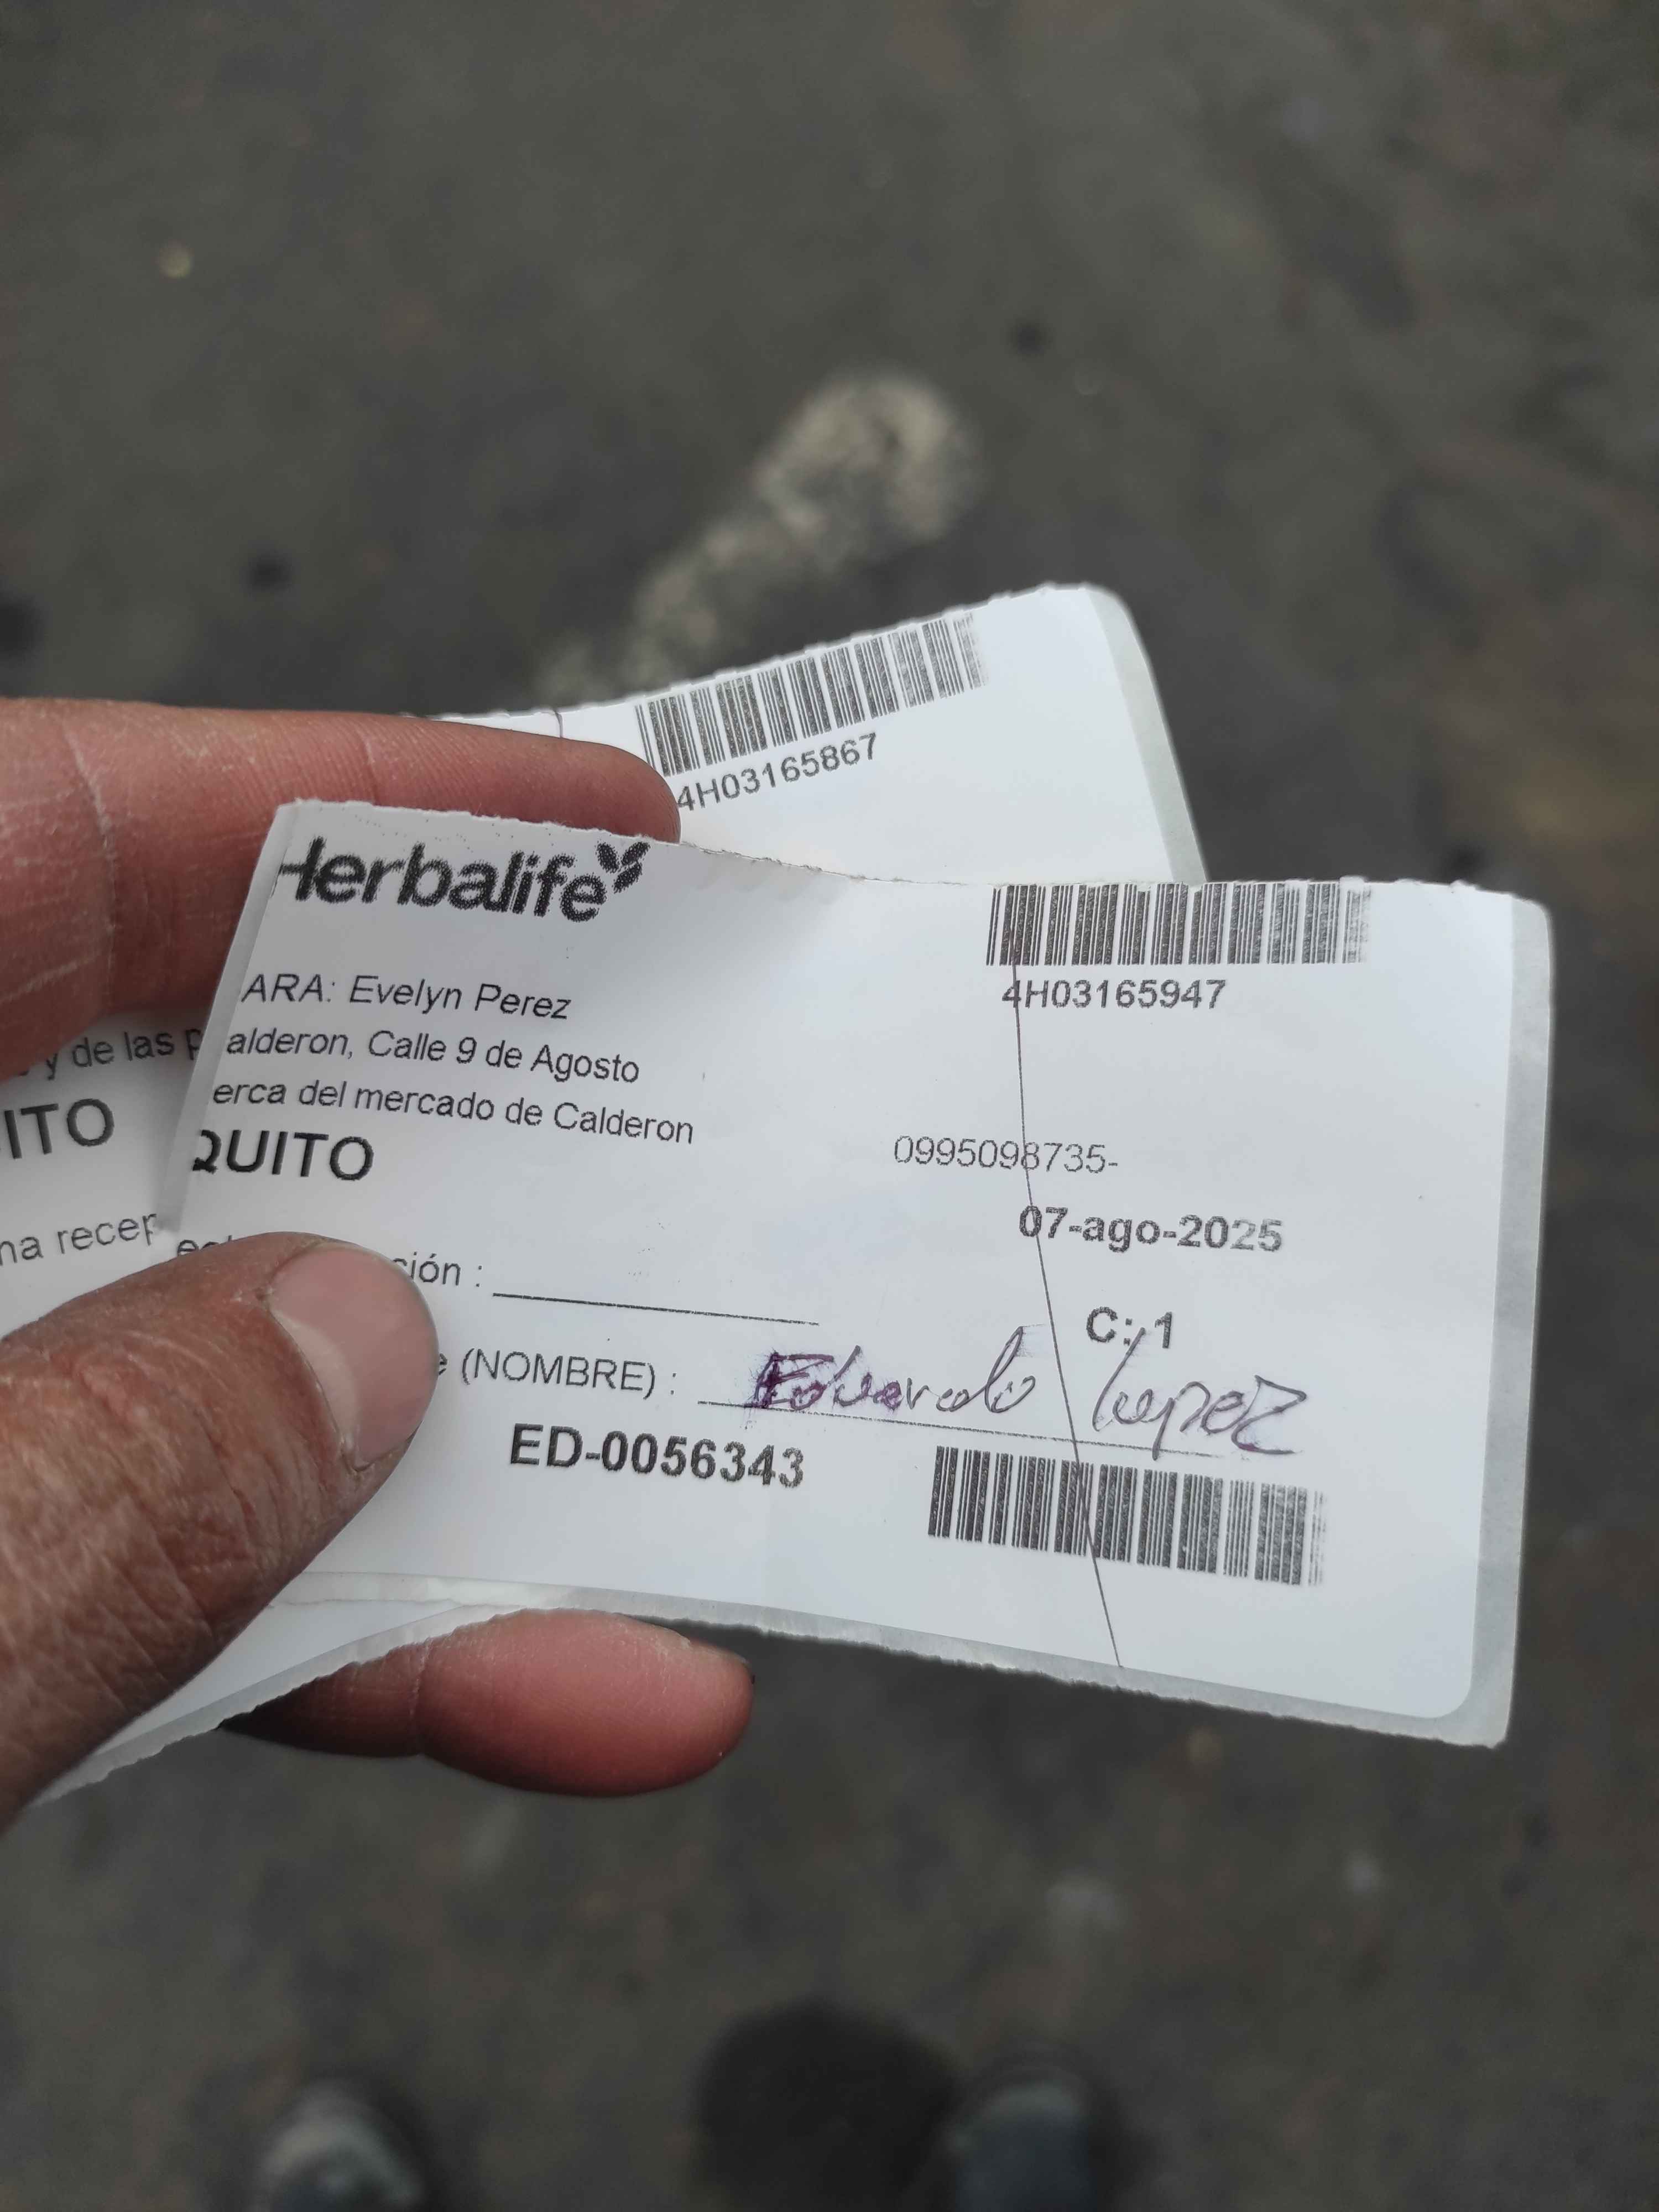 4H03165867
y de las
ITO
na recep
Herbalife
4H03165947
ARA: Evelyn Perez
alderon, Calle 9 de Agosto
erca del mercado de Calderon
QUITO
0995098735-
07-ago-2025
ción :
C: 1
e (NOMBRE) : Eduardo Lopez
ED-0056343